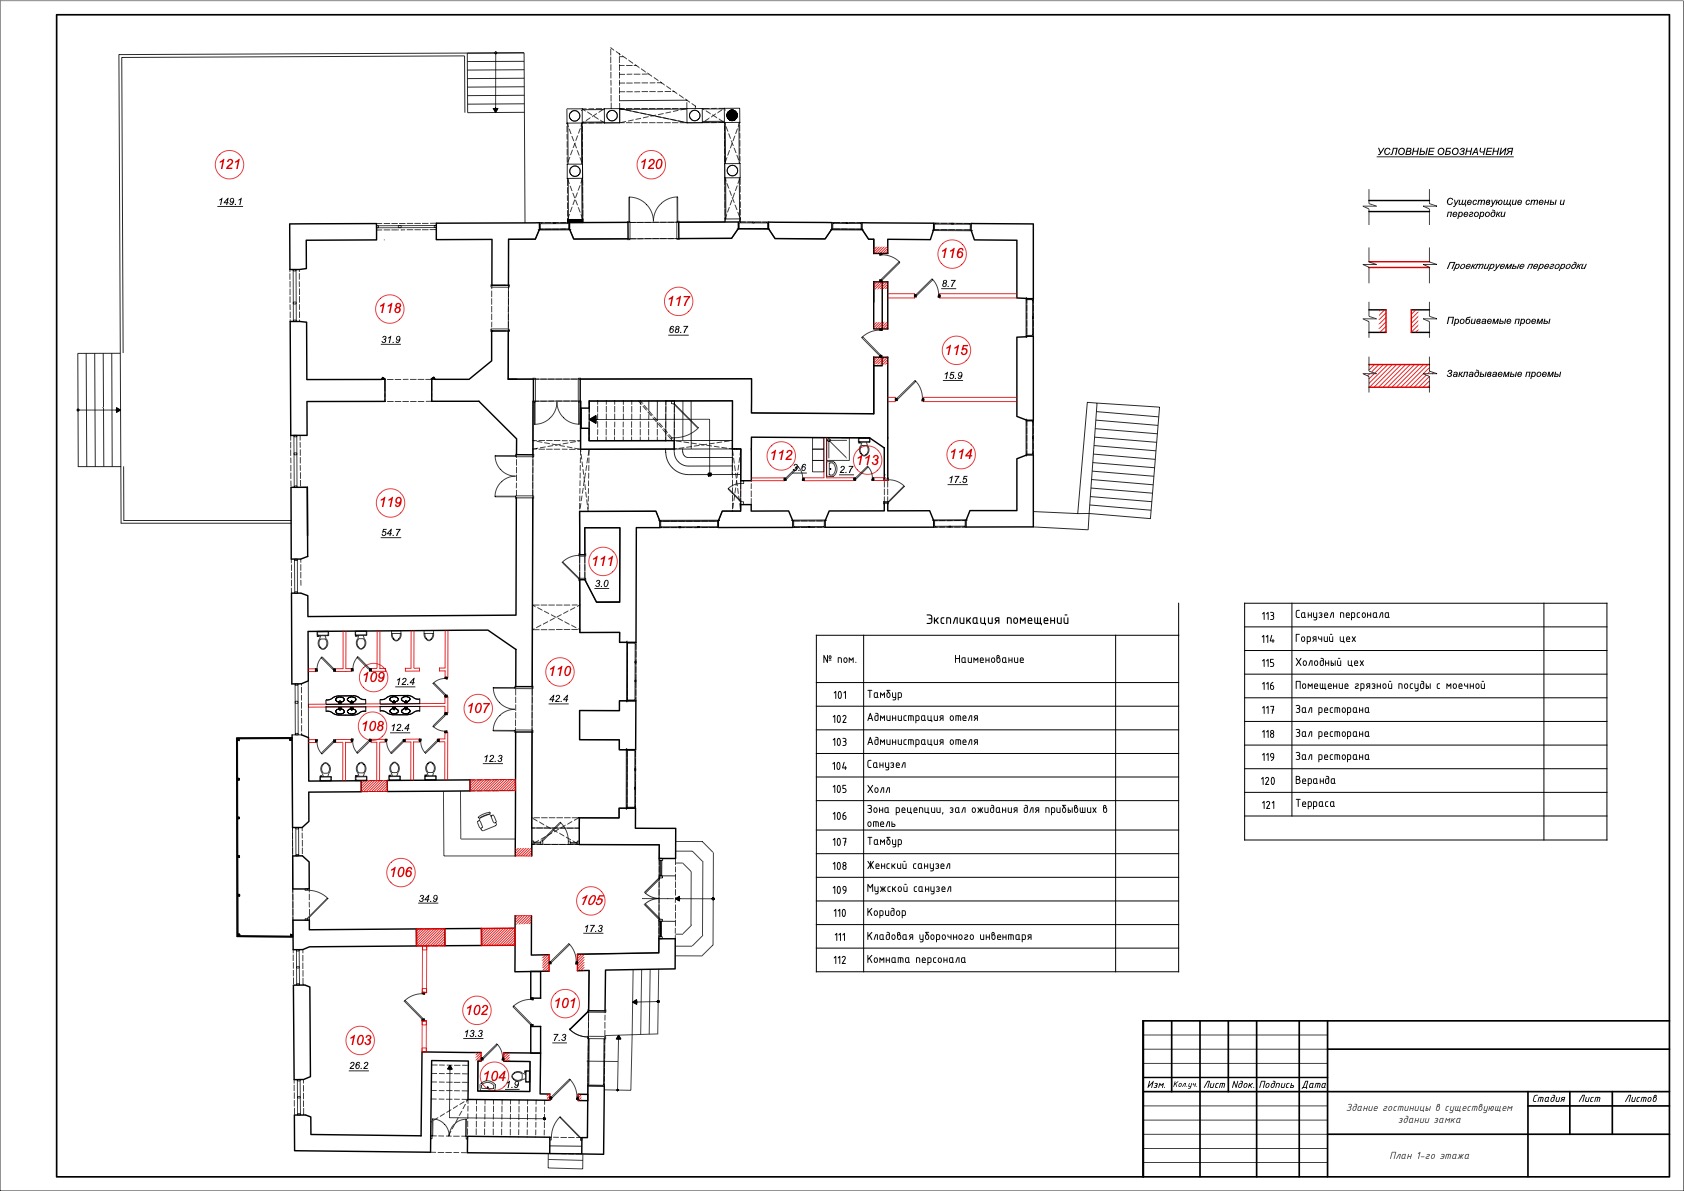 121
149.1
120
116
8.7
118
31.9
117
68.7
115
15.9
119
54.7
112
3.6
113
2.7
114
17.5
111
3.0
109
12.4
108
12.4
107
12.3
110
42.4
106
34.9
105
17.3
103
26.2
102
13.3
101
7.3
104
1.9
УСЛОВНЫЕ ОБОЗНАЧЕНИЯ
Существующие стены и
перегородки
Проектируемые перегородки
Пробиваемые проемы
Закладываемые проемы
Экспликация помещений
№ пом. Наименование
101 Тамбур
102 Администрация отеля
103 Администрация отеля
104 Санузел
105 Холл
106 Зона рецепции, зал ожидания для прибывших в
отель
107 Тамбур
108 Женский санузел
109 Мужской санузел
110 Коридор
111 Кладовая уборочного инвентаря
112 Комната персонала
113 Санузел персонала
114 Горячий цех
115 Холодный цех
116 Помещение грязной посуды с моечной
117 Зал ресторана
118 Зал ресторана
119 Зал ресторана
120 Веранда
121 Терраса
Изм. Кол.уч. Лист Nдок. Подпись Дата
Здание гостиницы в существующем
здании замка
Стадия Лист Листов
План 1-го этажа